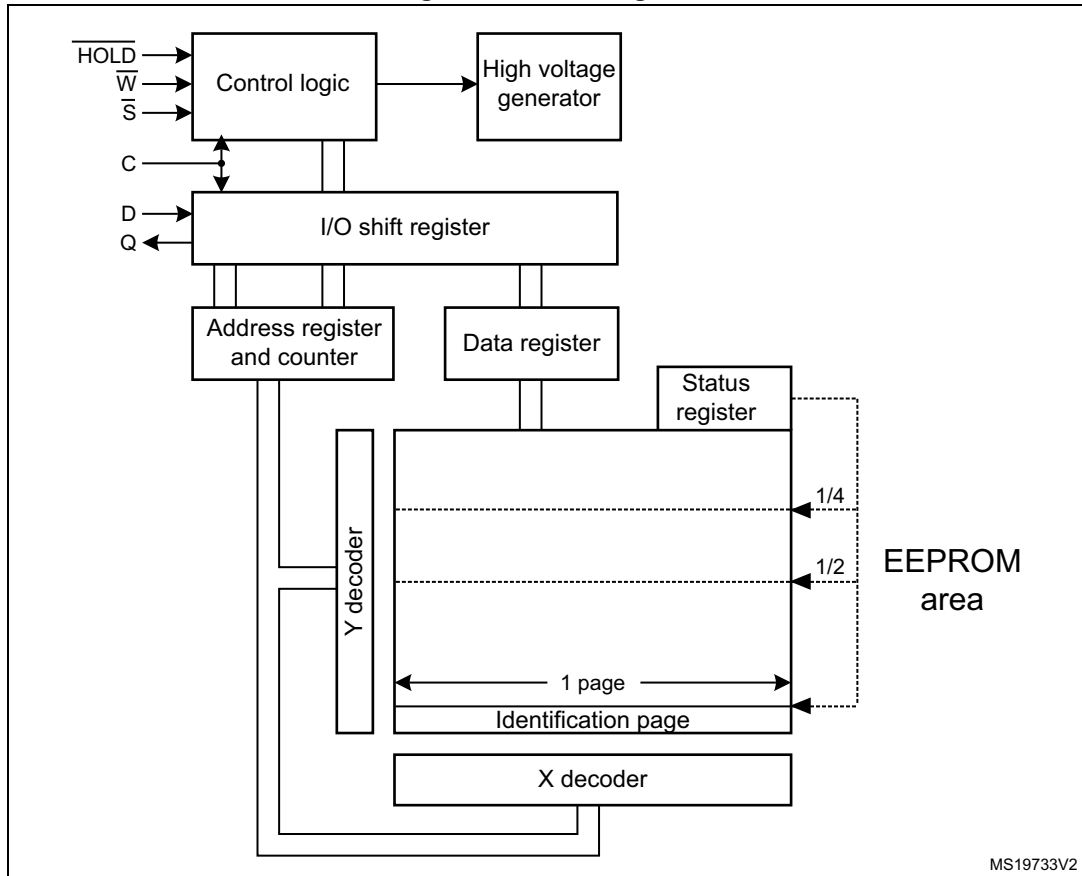 HOLD
W
S
C
D
Q
Control logic
High voltage
generator
I/O shift register
Address register
and counter
Data register
Status
register
1/4
1/2
EEPROM
area
Y decoder
1 page
Identification page
X decoder
MS19733V2